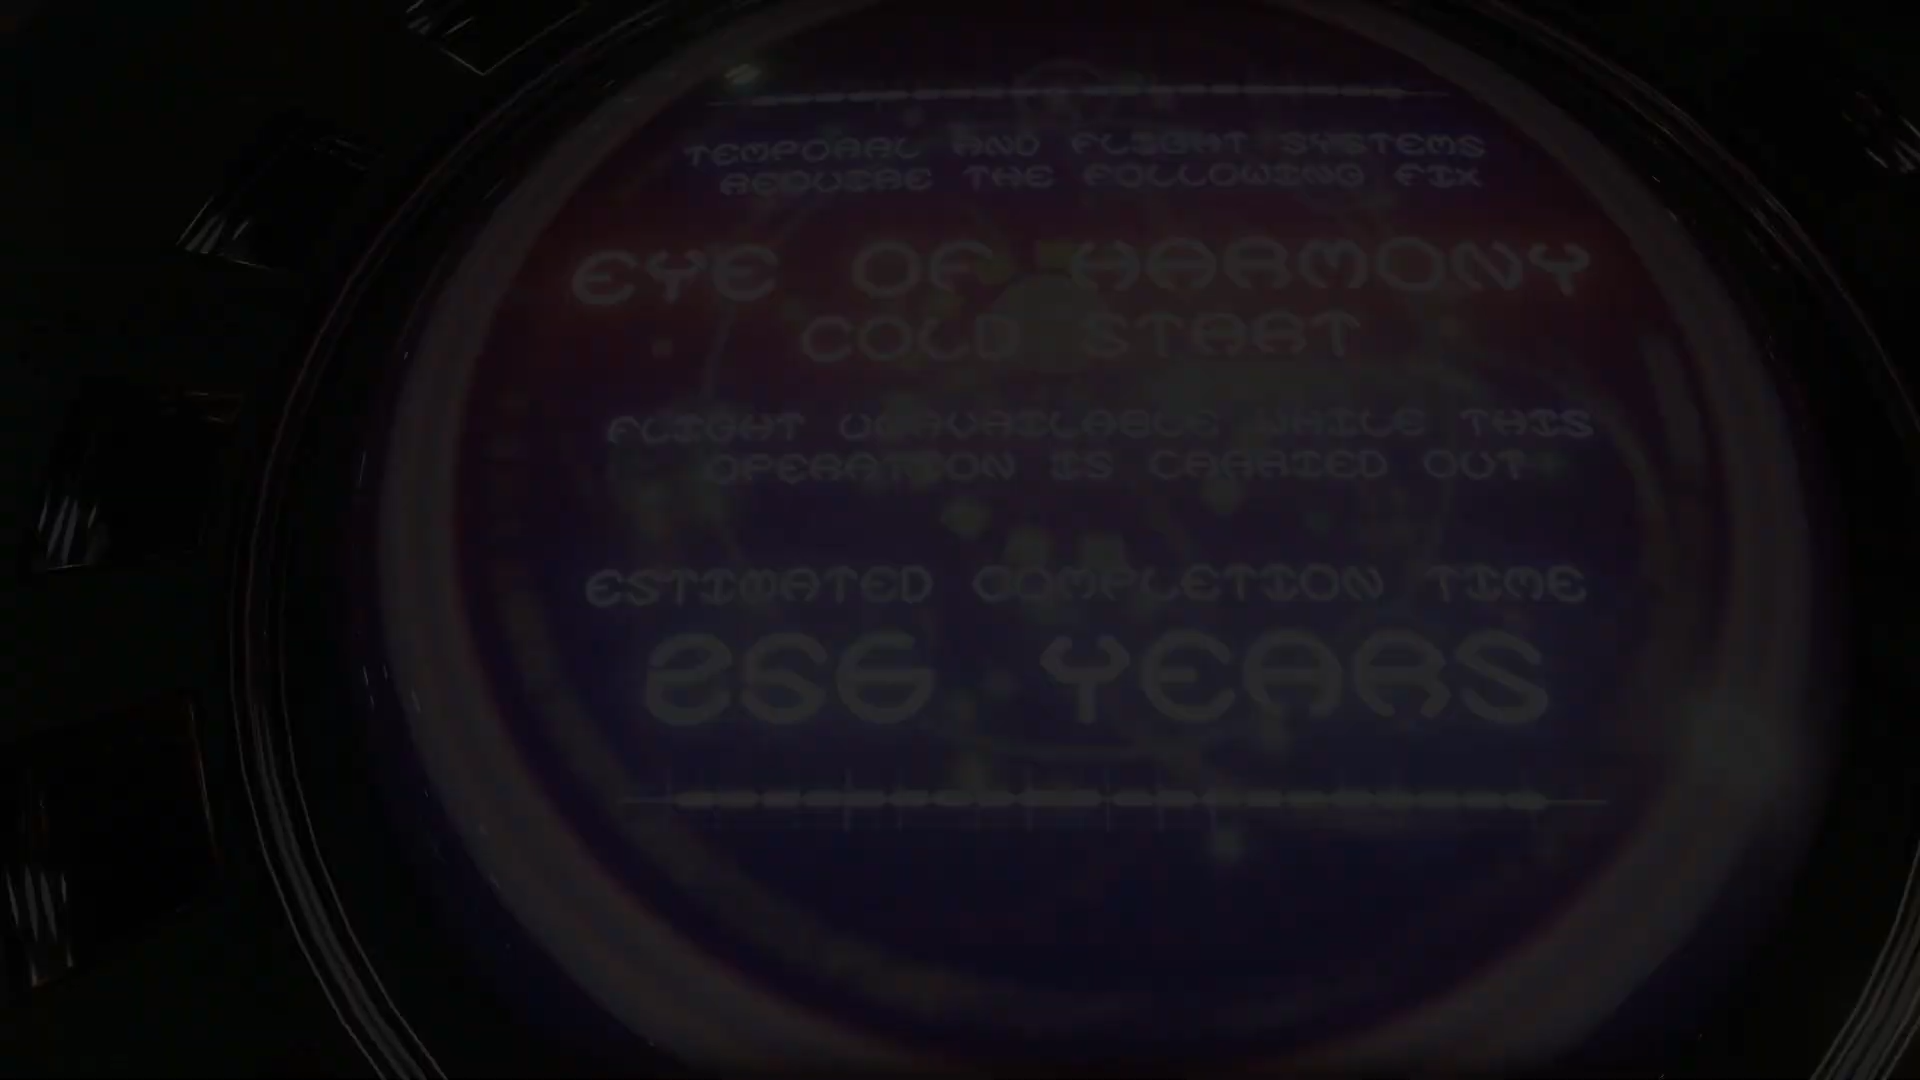 TEMPORAL AND FLIGHT SYSTEMS
REQUIRE THE FOLLOWING FIX
EYE OF HARMONY
COLD START
FLIGHT UNAVAILABLE WHILE THIS
OPERATION IS CARRIED OUT
ESTIMATED COMPLETION TIME
256 YEARS